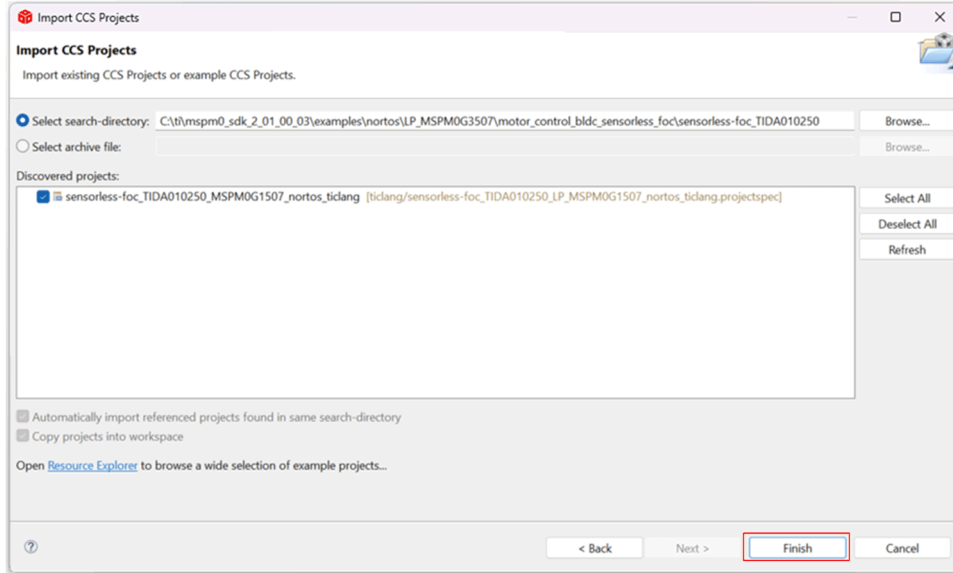 Import CCS Projects
Import CCS Projects
Import existing CCS Projects or example CCS Projects.
Select search-directory: C:\ti\mspm0_sdk_2_01_00_03\examples\nortos\LP_MSPM0G3507\motor_control_bldc_sensorless_foc\sensorless-foc_TIDA010250 Browse...
Select archive file: Browse...
Discovered projects:
sensorless-foc_TIDA010250_MSPM0G1507_nortos_ticlang [ticlang/sensorless-foc_TIDA010250_LP_MSPM0G1507_nortos_ticlang.projectspec]
Select All
Deselect All
Refresh
Automatically import referenced projects found in same search-directory
Copy projects into workspace
Open Resource Explorer to browse a wide selection of example projects...
? < Back Next > Finish Cancel